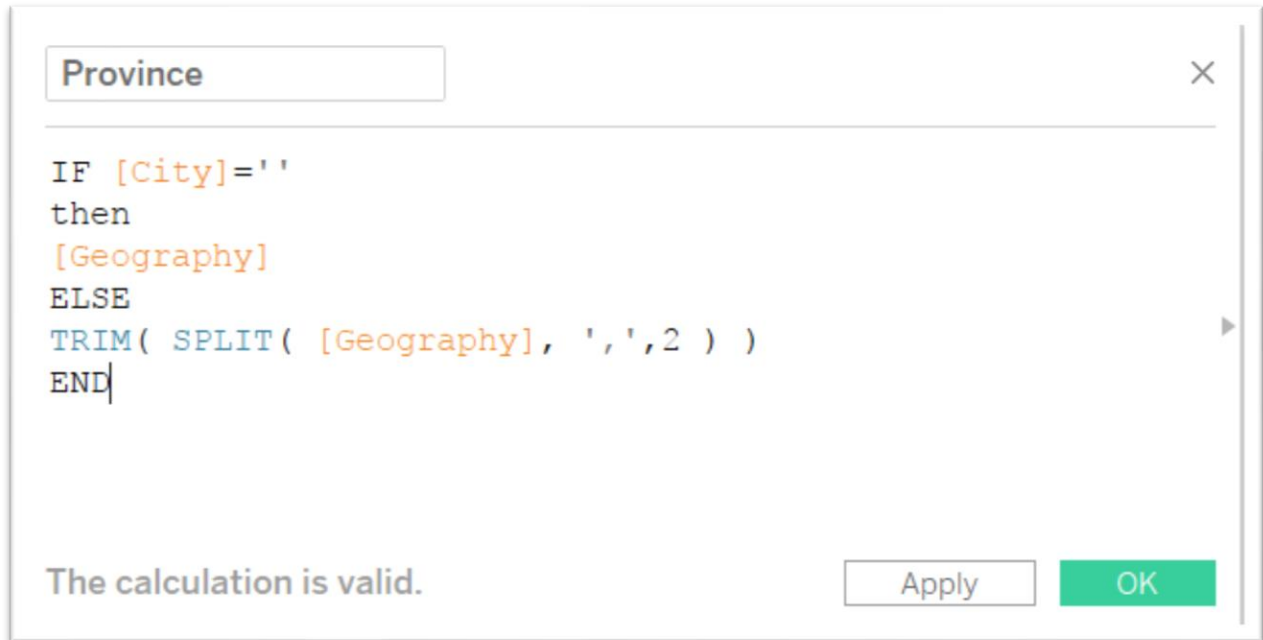 Province
IF [City]=''
then
[Geography]
ELSE
TRIM( SPLIT( [Geography], ',',2 ) )
END
The calculation is valid.
Apply
OK